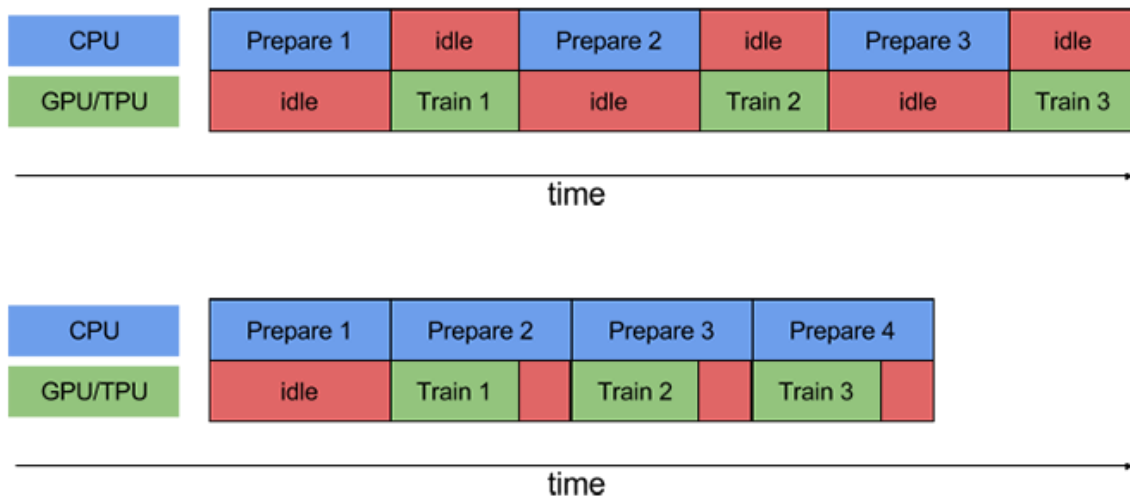 CPU Prepare 1 idle Prepare 2 idle Prepare 3 idle
GPU/TPU idle Train 1 idle Train 2 idle Train 3
time
CPU Prepare 1 Prepare 2 Prepare 3 Prepare 4
GPU/TPU idle Train 1 Train 2 Train 3
time